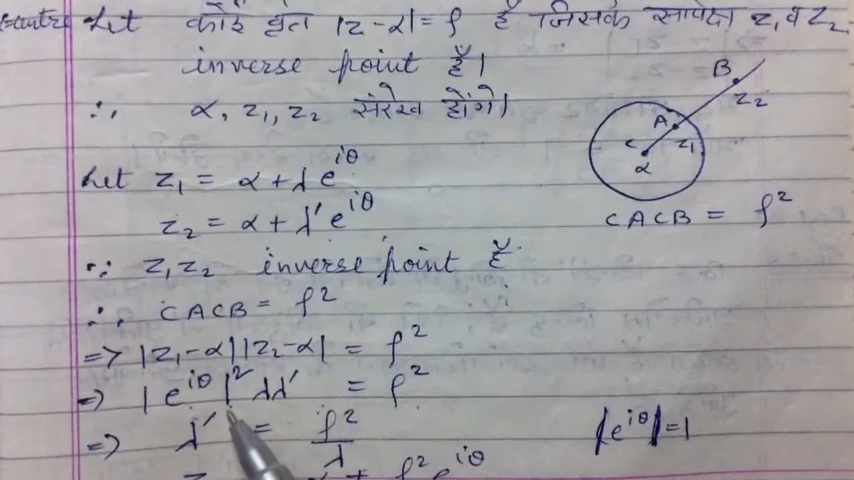 Let कोई वृत |z-α|=ρ है जिसके सापेक्ष z₁ व z₂
inverse point हैं।
∴ α, z₁, z₂ संरेख होंगे।
B
z₂
A
z₁
c
α
CACB = ρ²
Let z₁ = α + λ e^{iθ}
z₂ = α + λ' e^{iθ}
∵ z₁ z₂ inverse point हैं
∴ CACB = ρ²
=> |z₁-α||z₂-α| = ρ²
=> |e^{iθ}|² λλ' = ρ²
=> λ' = ρ²/λ
|e^{iθ}|=1